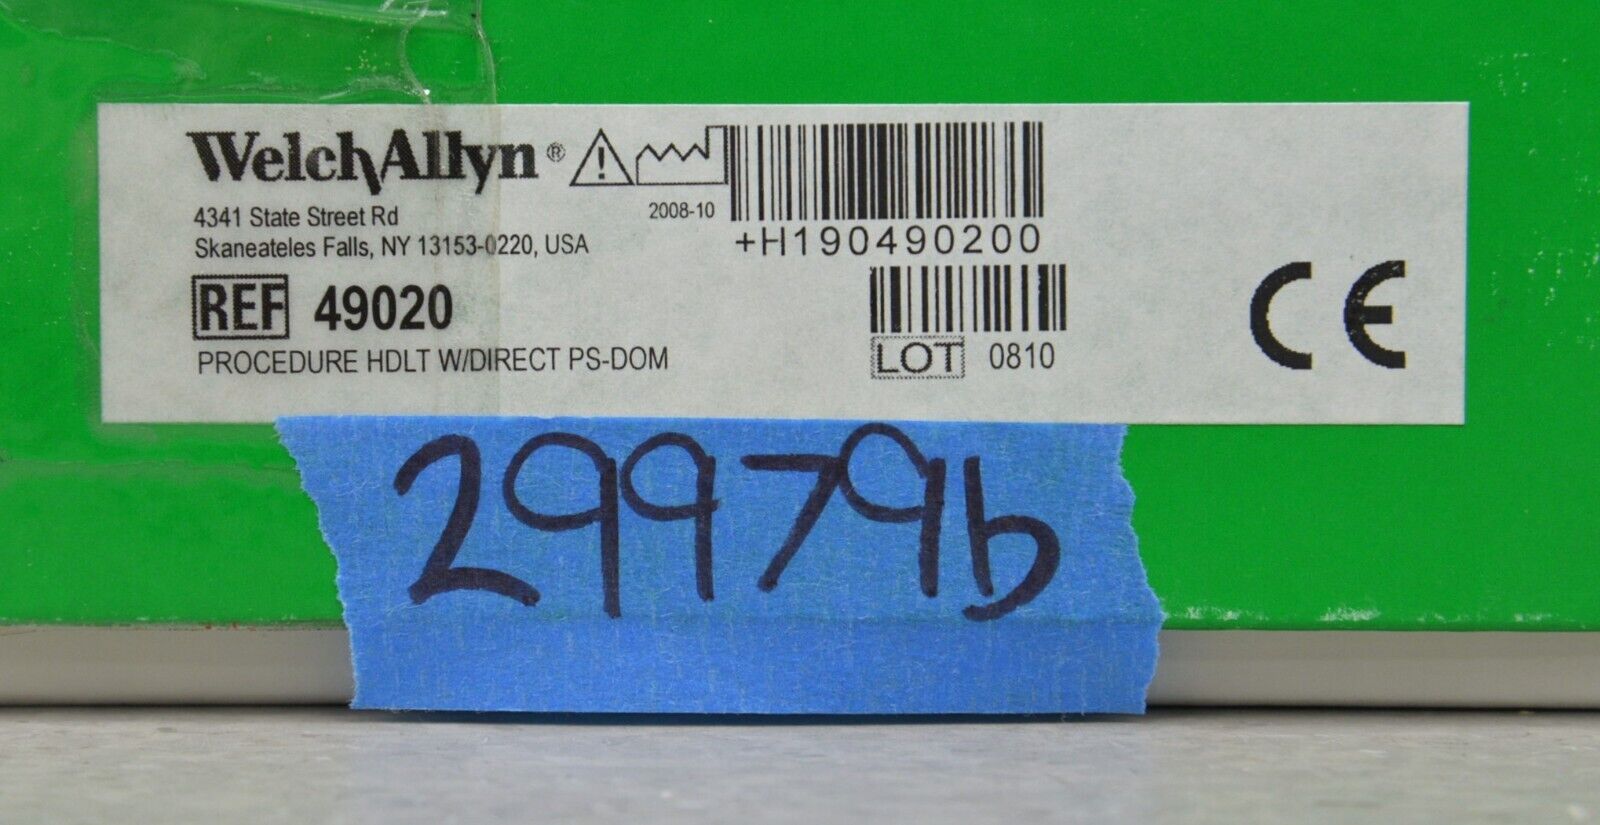 WelchAllyn®
4341 State Street Rd
Skaneateles Falls, NY 13153-0220, USA
2008-10
+H190490200
REF 49020
PROCEDURE HDLT W/DIRECT PS-DOM
LOT 0810
CE
29979b